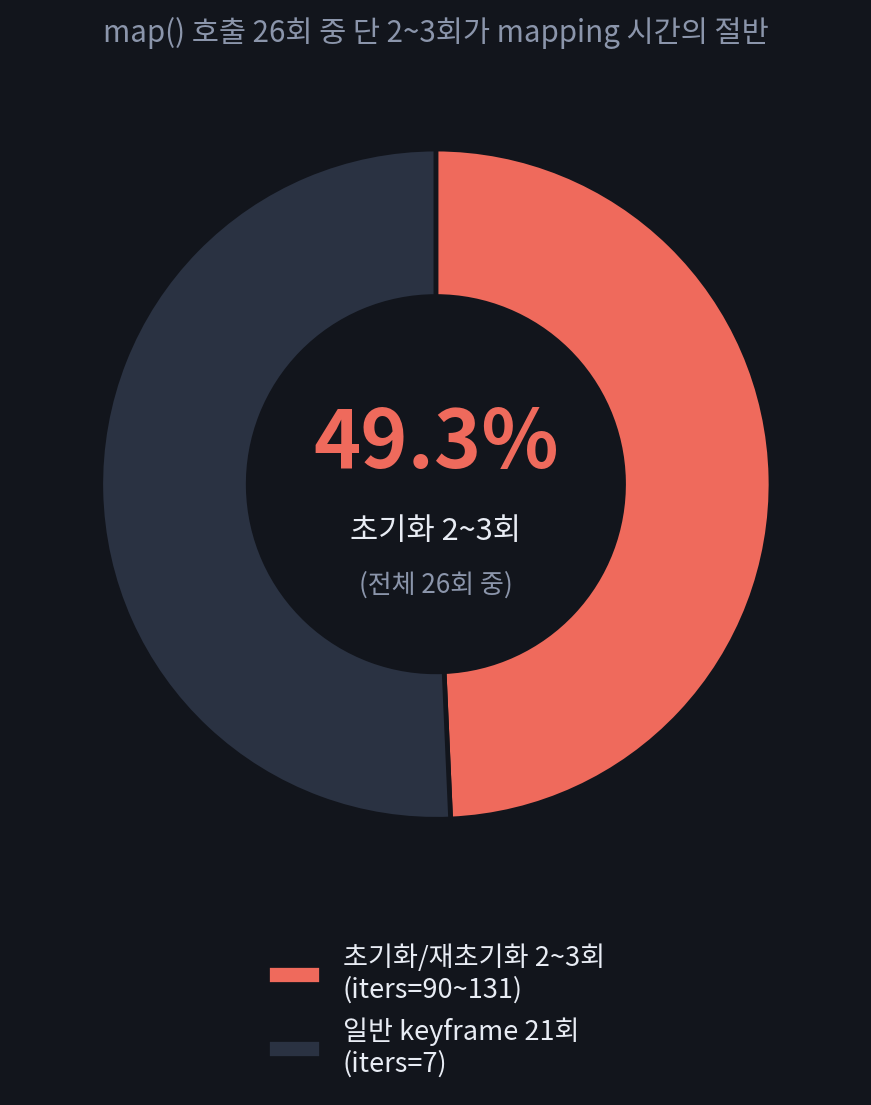 map() 호출 26회 중 단 2~3회가 mapping 시간의 절반
49.3%
초기화 2~3회
(전체 26회 중)
초기화/재초기화 2~3회
(iters=90~131)
일반 keyframe 21회
(iters=7)